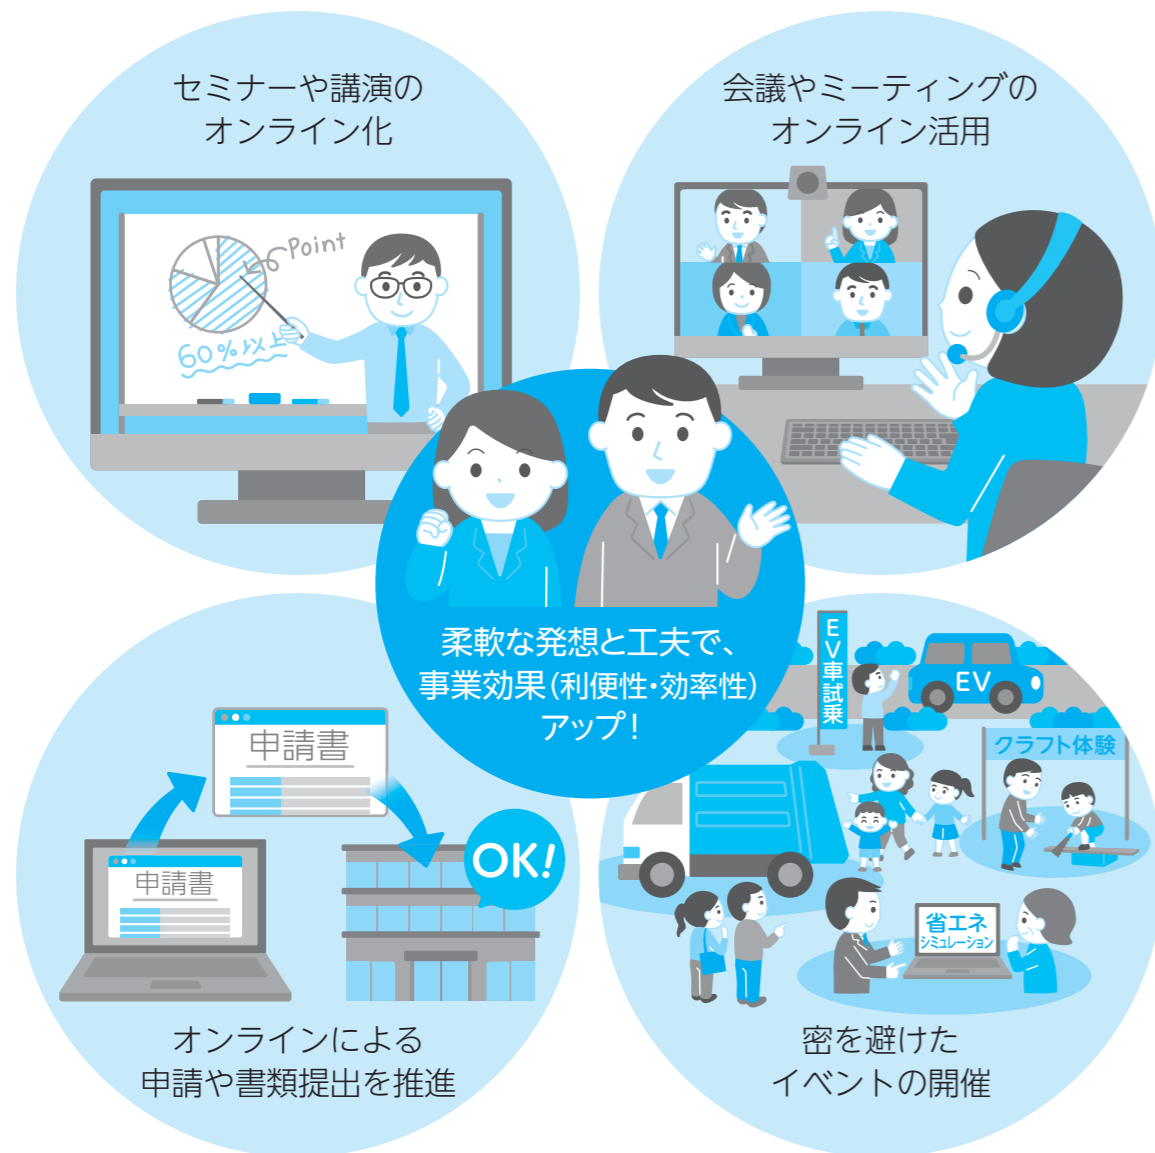 セミナーや講演の
オンライン化
Point
60%以上
会議やミーティングの
オンライン活用
柔軟な発想と工夫で、
事業効果(利便性・効率性)
アップ!
申請書
申請書
OK!
オンラインによる
申請や書類提出を推進
EV車試乗
EV
クラフト体験
省エネ
シミュレーション
密を避けた
イベントの開催